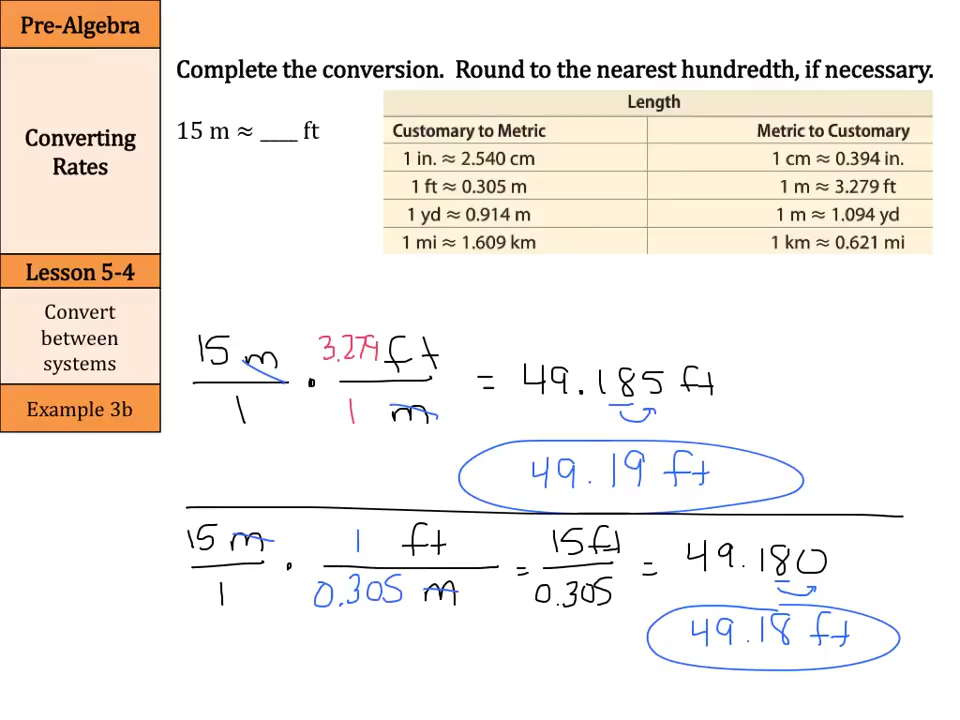 Pre-Algebra
Converting
Rates
Lesson 5-4
Convert
between
systems
Example 3b
Complete the conversion. Round to the nearest hundredth, if necessary.
15 m ≈ ____ ft
Length
Customary to Metric Metric to Customary
1 in. ≈ 2.540 cm 1 cm ≈ 0.394 in.
1 ft ≈ 0.305 m 1 m ≈ 3.279 ft
1 yd ≈ 0.914 m 1 m ≈ 1.094 yd
1 mi ≈ 1.609 km 1 km ≈ 0.621 mi
15 m / 1 · 3.279 ft / 1 m = 49.185 ft
49.19 ft
15 m / 1 · 1 ft / 0.305 m = 15 ft / 0.305 = 49.180
49.18 ft